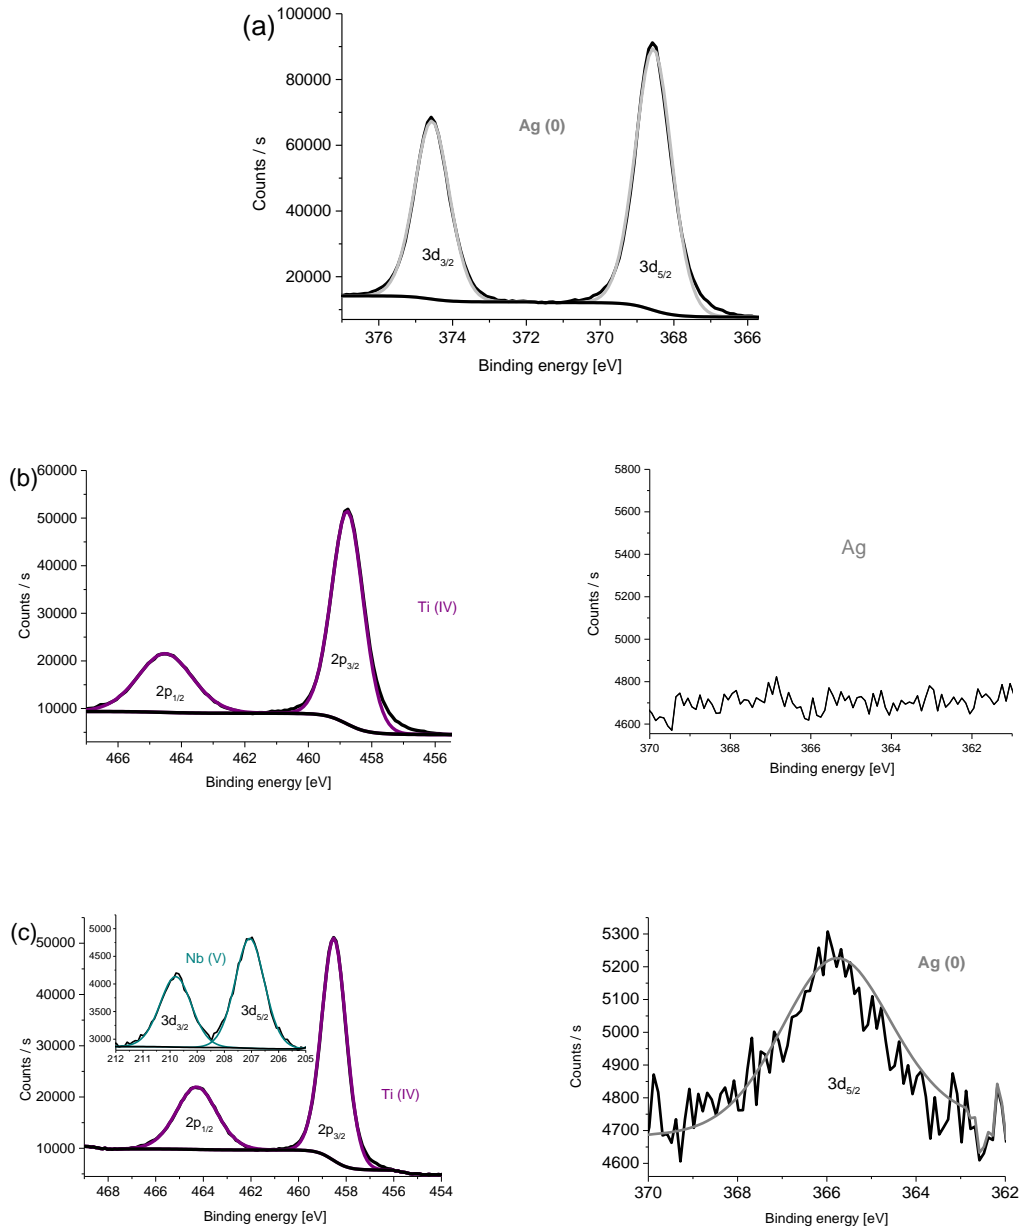 (a)
100000
80000
60000
40000
20000
Counts / s
Ag (0)
3d3/2
3d5/2
376 374 372 370 368 366
Binding energy [eV]
(b)
60000
50000
40000
30000
20000
10000
Counts / s
Ti (IV)
2p1/2
2p3/2
466 464 462 460 458 456
Binding energy [eV]
5800
5600
5400
5200
5000
4800
4600
Counts / s
Ag
370 368 366 364 362
Binding energy [eV]
(c)
50000
40000
30000
20000
10000
Counts / s
5000
4500
4000
3500
3000
Nb (V)
3d3/2
3d5/2
212 211 210 209 208 207 206 205
Ti (IV)
2p1/2
2p3/2
468 466 464 462 460 458 456 454
Binding energy [eV]
5300
5200
5100
5000
4900
4800
4700
4600
Counts / s
Ag (0)
3d5/2
370 368 366 364 362
Binding energy [eV]